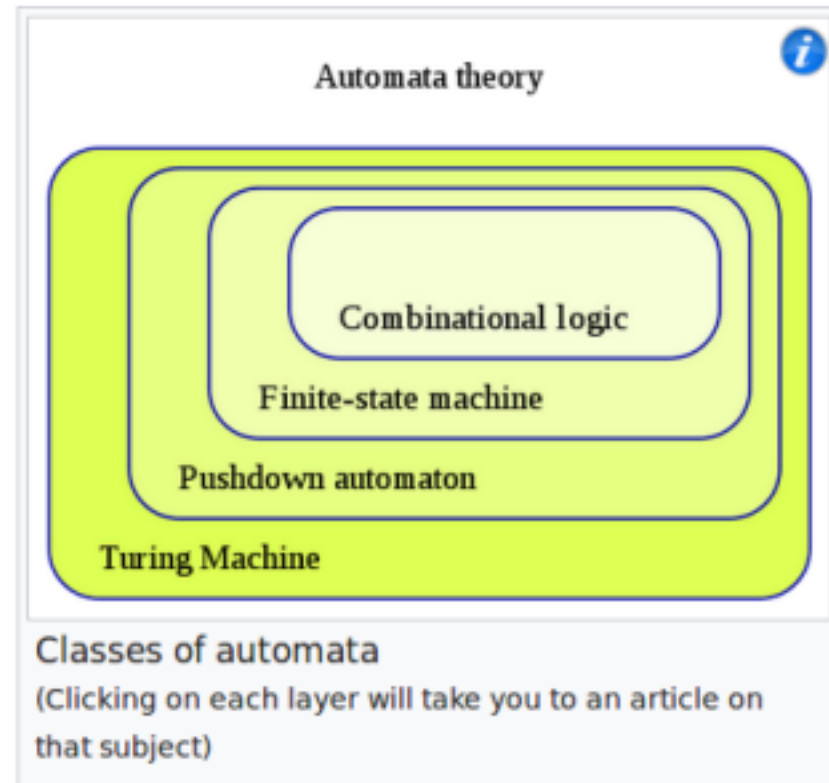 Automata theory
Combinational logic
Finite-state machine
Pushdown automaton
Turing Machine
Classes of automata
(Clicking on each layer will take you to an article on
that subject)